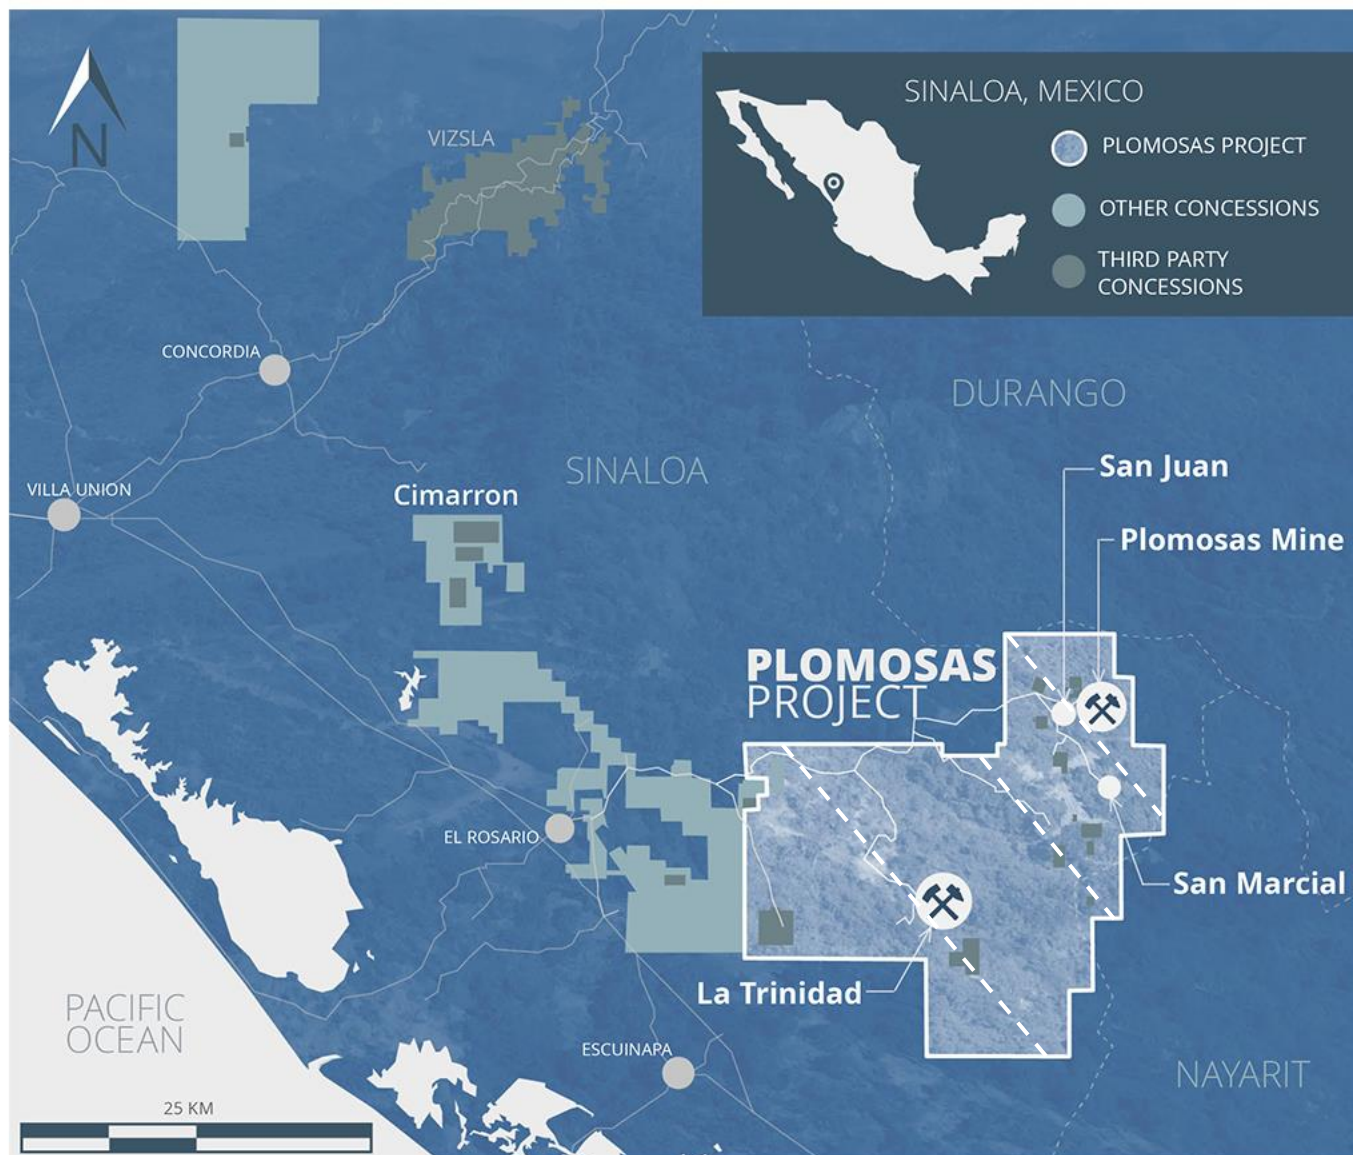 N
VIZSLA
SINALOA, MEXICO
PLOMOSAS PROJECT
OTHER CONCESSIONS
THIRD PARTY
CONCESSIONS
CONCORDIA
DURANGO
SINALOA
San Juan
VILLA UNION
Cimarron
Plomosas Mine
PLOMOSAS
PROJECT
EL ROSARIO
San Marcial
La Trinidad
PACIFIC
OCEAN
ESCUINAPA
NAYARIT
25 KM